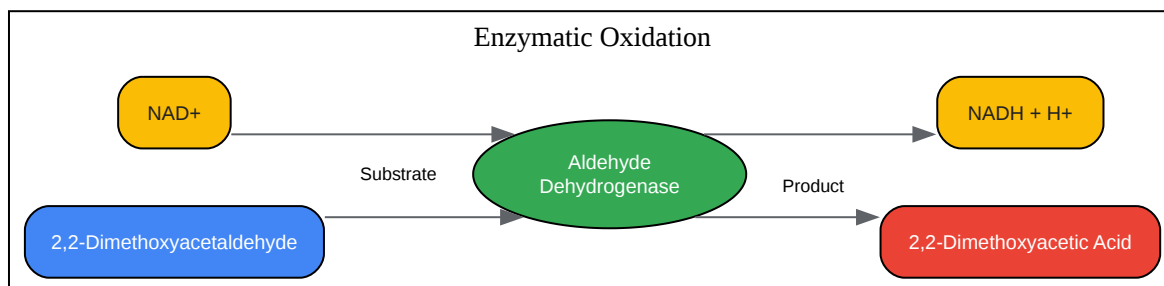 Enzymatic Oxidation
NAD+
NADH + H+
Aldehyde
Dehydrogenase
Substrate
Product
2,2-Dimethoxyacetaldehyde
2,2-Dimethoxyacetic Acid